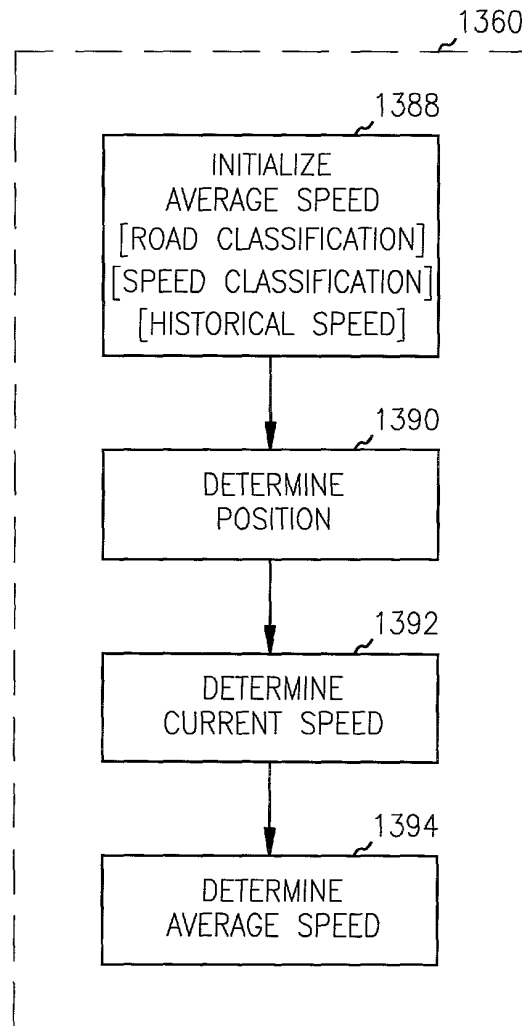 1360
1388
INITIALIZE
AVERAGE SPEED
[ROAD CLASSIFICATION]
[SPEED CLASSIFICATION]
[HISTORICAL SPEED]
1390
DETERMINE
POSITION
1392
DETERMINE
CURRENT SPEED
1394
DETERMINE
AVERAGE SPEED